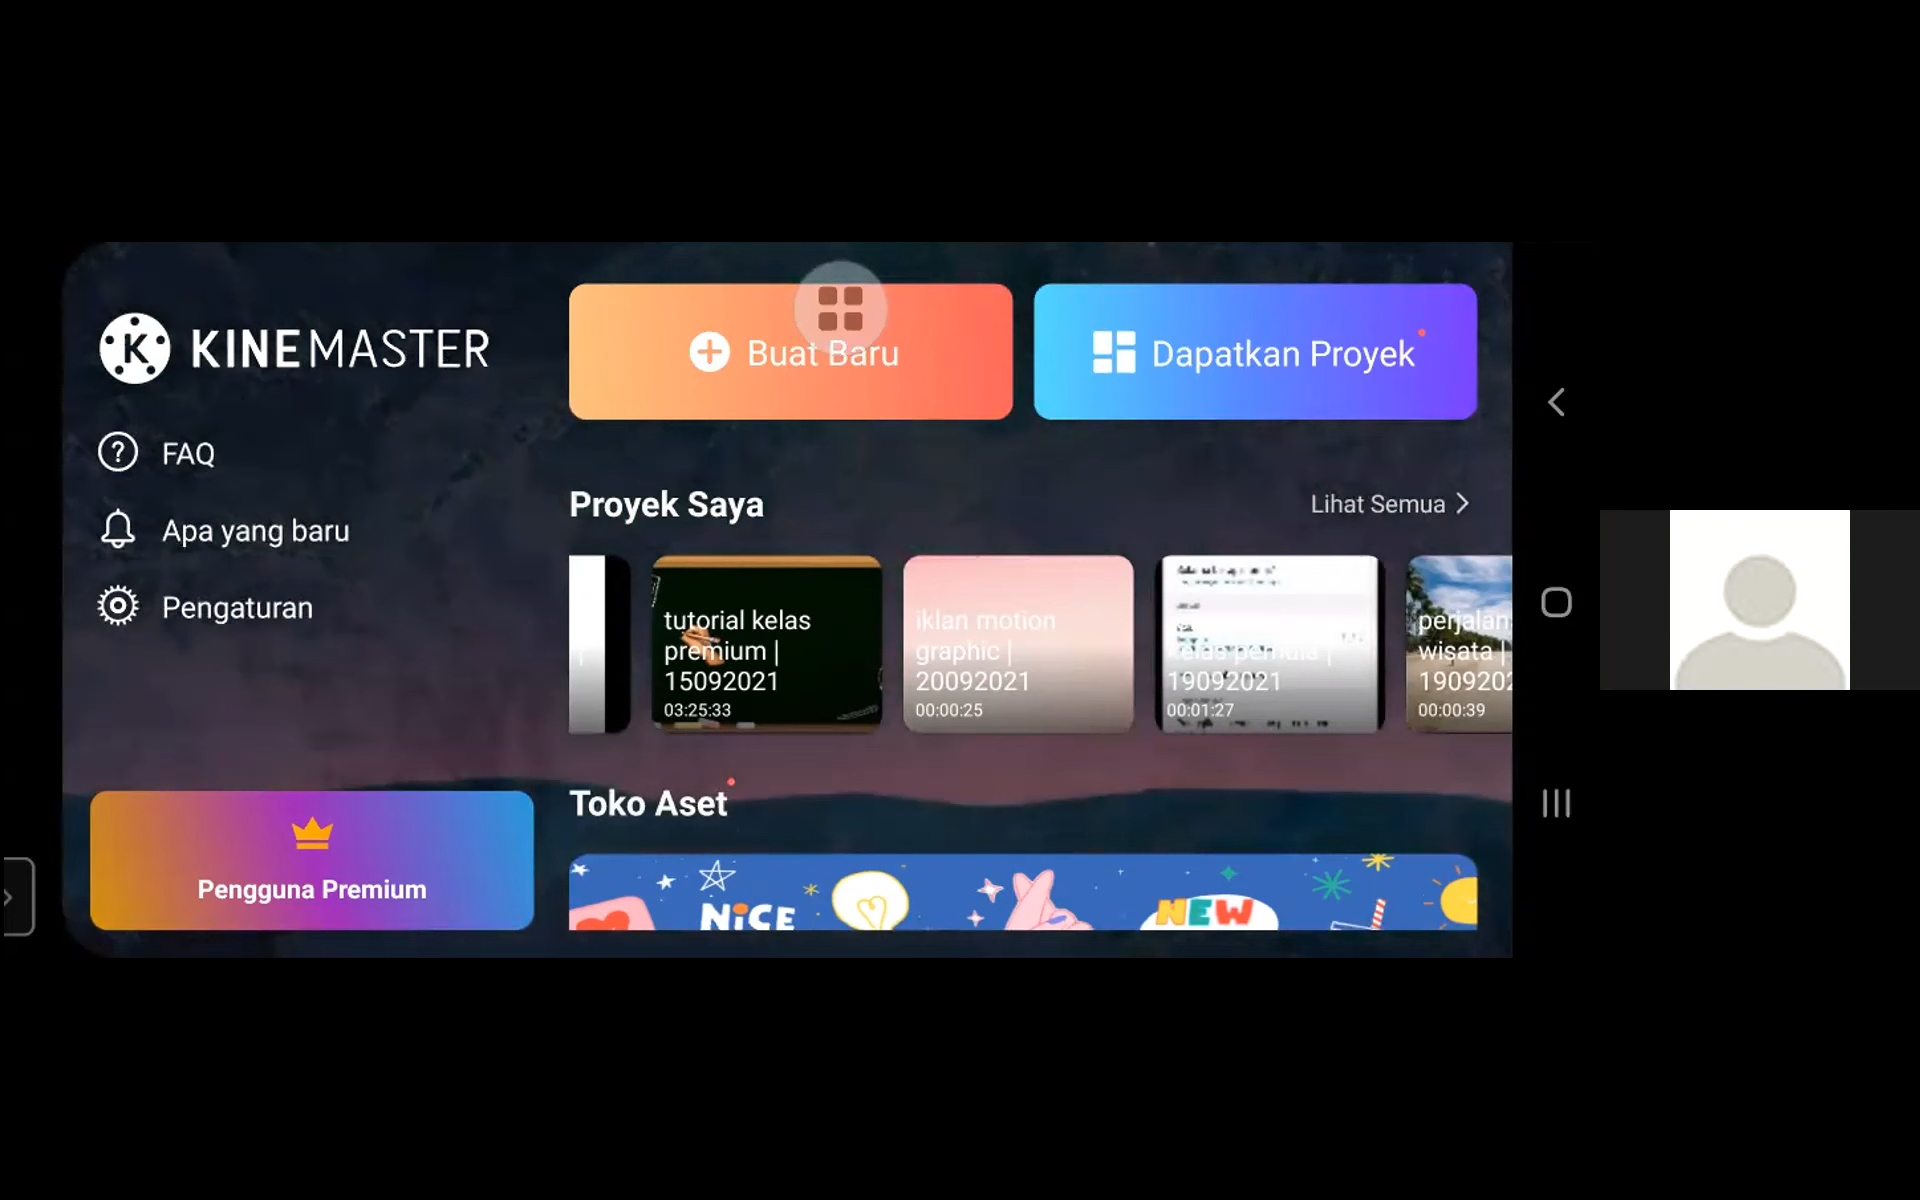 KINEMASTER
FAQ
Apa yang baru
Pengaturan
Pengguna Premium
Buat Baru
Dapatkan Proyek
Proyek Saya
Lihat Semua
tutorial kelas
premium |
15092021
03:25:33
iklan motion
graphic |
20092021
00:00:25
kelas pemula |
19092021
00:01:27
wisata |
00:00:39
Toko Aset
NiCE
NEW